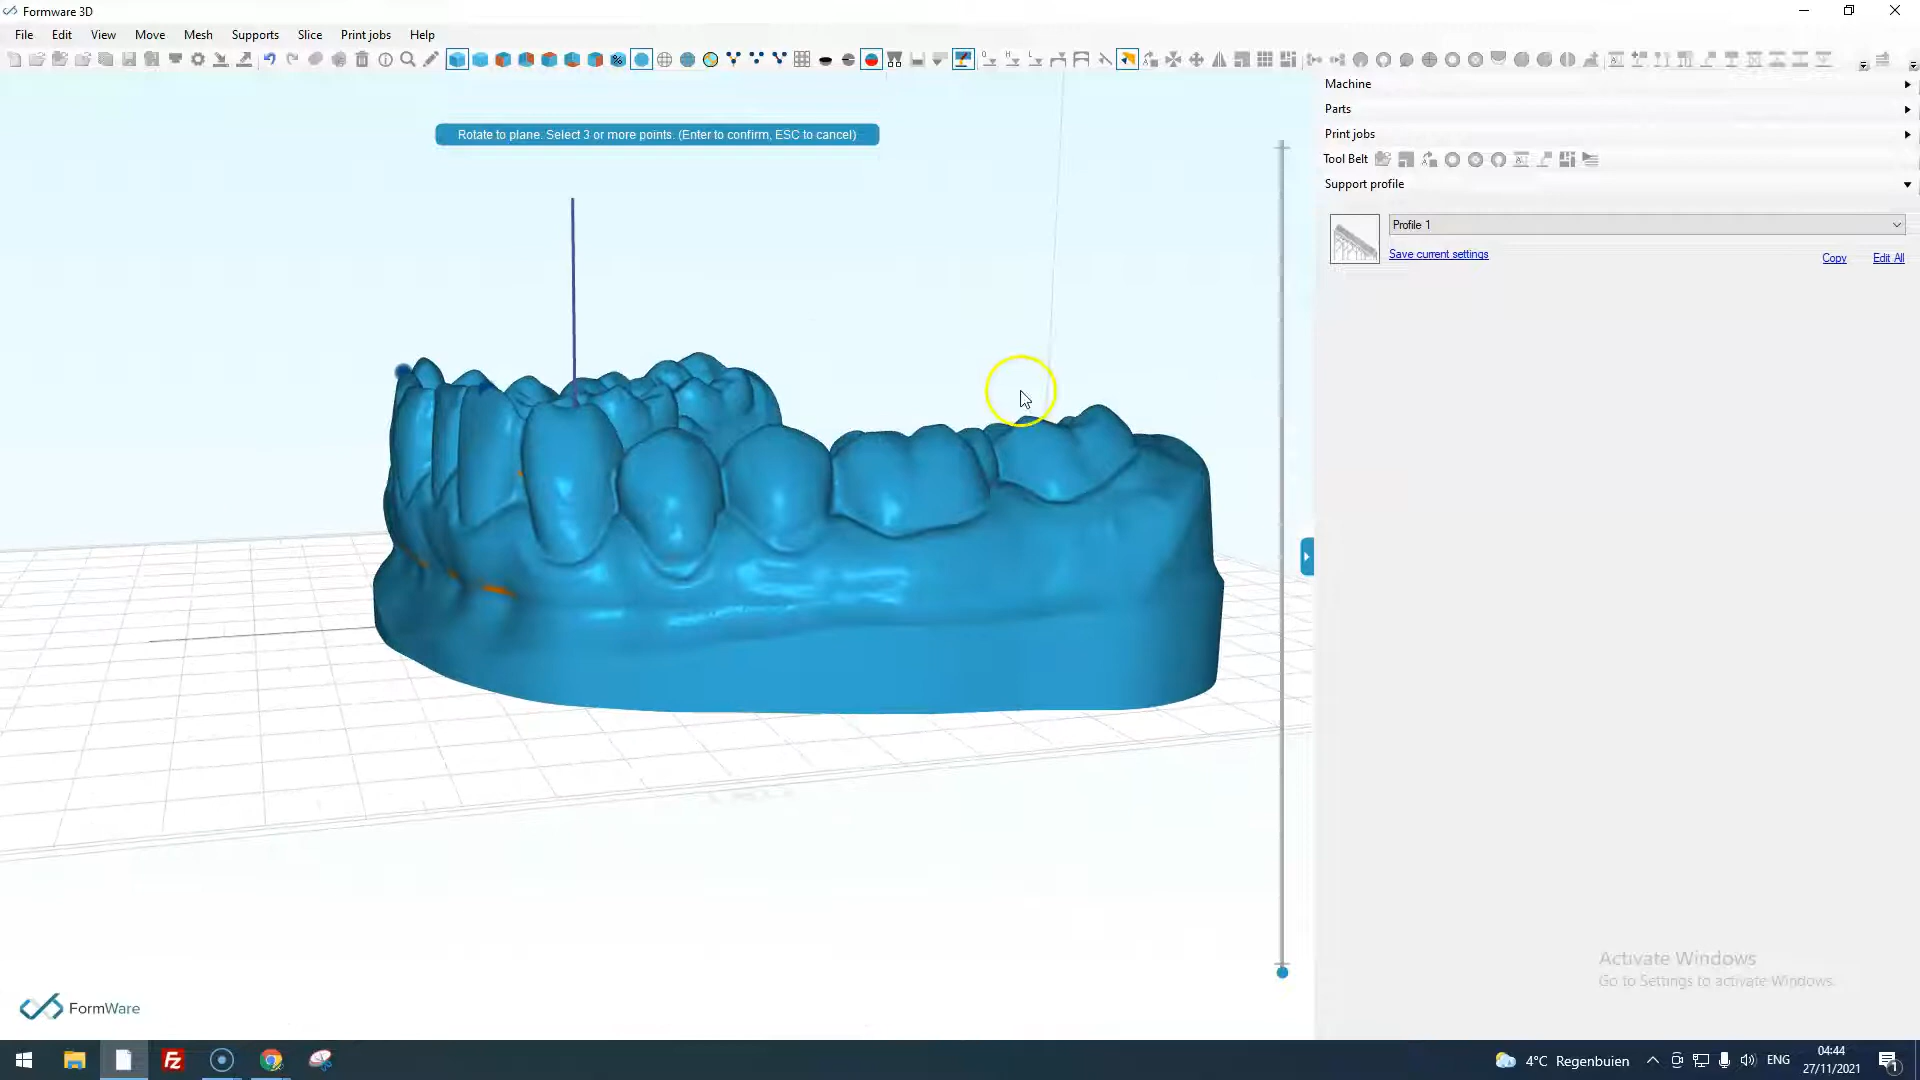 Formware 3D
File Edit View Move Mesh Supports Slice Print jobs Help
Rotate to plane. Select 3 or more points. (Enter to confirm, ESC to cancel)
Machine
Parts
Print jobs
Tool Belt
Support profile
Profile 1
Save current settings
Copy
Edit All
Activate Windows
Go to Settings to activate Windows.
FormWare
Fz
4°C Regenbuien
ENG
04:44
27/11/2021
1